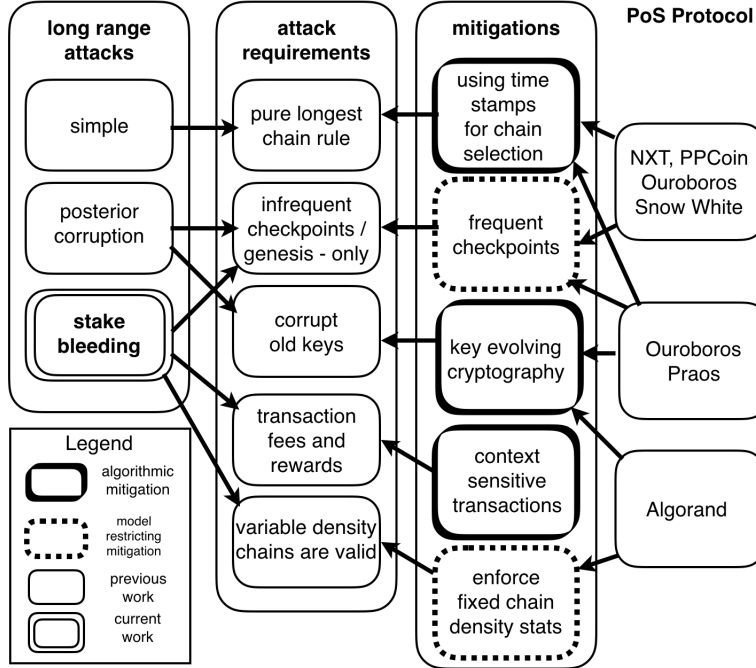 long range
attacks
simple
posterior
corruption
stake
bleeding
attack
requirements
pure longest
chain rule
infrequent
checkpoints /
genesis - only
corrupt
old keys
transaction
fees and
rewards
variable density
chains are valid
mitigations
using time
stamps
for chain
selection
frequent
checkpoints
key evolving
cryptography
context
sensitive
transactions
enforce
fixed chain
density stats
PoS Protocol
NXT, PPCoin
Ouroboros
Snow White
Ouroboros
Praos
Algorand
Legend
algorithmic
mitigation
model
restricting
mitigation
previous
work
current
work